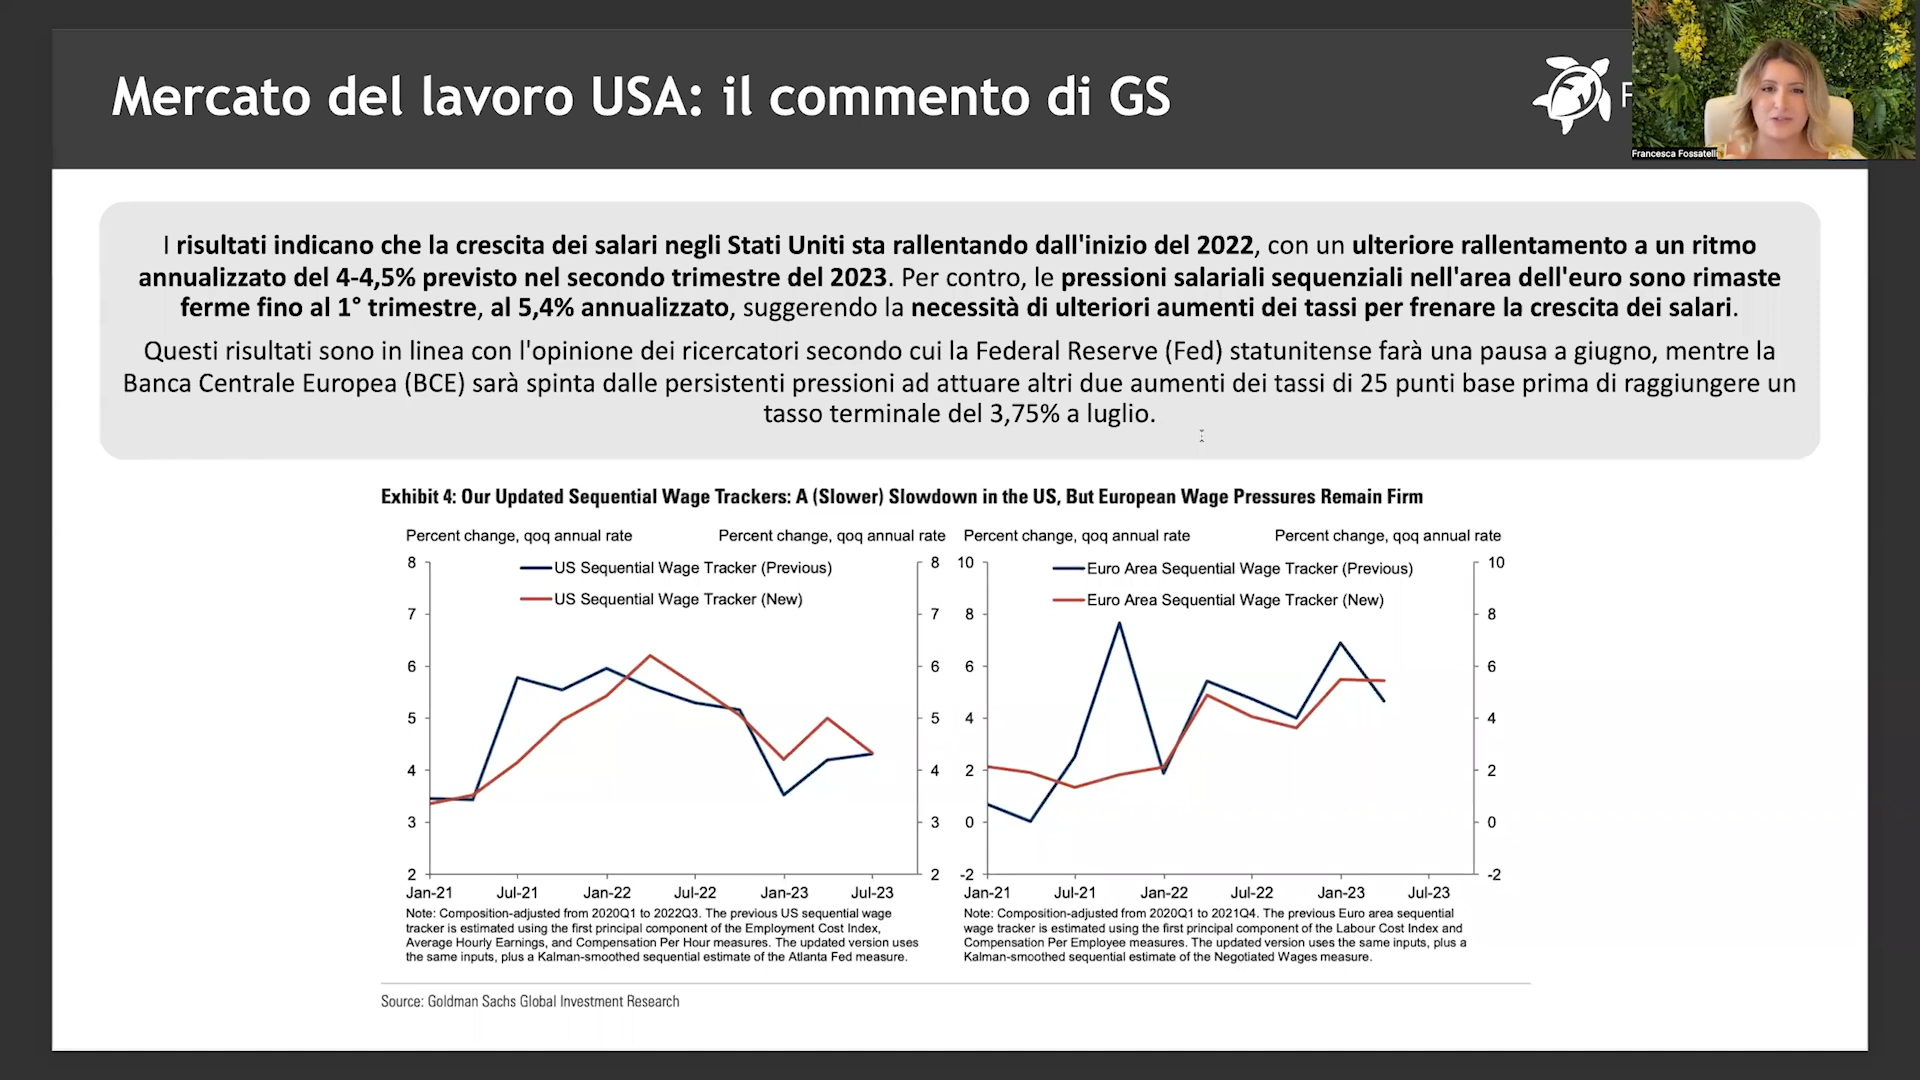 Mercato del lavoro USA: il commento di GS
F
Francesca Fossatelli
I risultati indicano che la crescita dei salari negli Stati Uniti sta rallentando dall'inizio del 2022, con un ulteriore rallentamento a un ritmo
annualizzato del 4-4,5% previsto nel secondo trimestre del 2023. Per contro, le pressioni salariali sequenziali nell'area dell'euro sono rimaste
ferme fino al 1° trimestre, al 5,4% annualizzato, suggerendo la necessità di ulteriori aumenti dei tassi per frenare la crescita dei salari.
Questi risultati sono in linea con l'opinione dei ricercatori secondo cui la Federal Reserve (Fed) statunitense farà una pausa a giugno, mentre la
Banca Centrale Europea (BCE) sarà spinta dalle persistenti pressioni ad attuare altri due aumenti dei tassi di 25 punti base prima di raggiungere un
tasso terminale del 3,75% a luglio.
Exhibit 4: Our Updated Sequential Wage Trackers: A (Slower) Slowdown in the US, But European Wage Pressures Remain Firm
Percent change, qoq annual rate Percent change, qoq annual rate
8 8
US Sequential Wage Tracker (Previous)
US Sequential Wage Tracker (New)
7 7
6 6
5 5
4 4
3 3
2 2
Jan-21 Jul-21 Jan-22 Jul-22 Jan-23 Jul-23
Note: Composition-adjusted from 2020Q1 to 2022Q3. The previous US sequential wage
tracker is estimated using the first principal component of the Employment Cost Index,
Average Hourly Earnings, and Compensation Per Hour measures. The updated version uses
the same inputs, plus a Kalman-smoothed sequential estimate of the Atlanta Fed measure.
Percent change, qoq annual rate Percent change, qoq annual rate
10 10
Euro Area Sequential Wage Tracker (Previous)
Euro Area Sequential Wage Tracker (New)
8 8
6 6
4 4
2 2
0 0
-2 -2
Jan-21 Jul-21 Jan-22 Jul-22 Jan-23 Jul-23
Note: Composition-adjusted from 2020Q1 to 2021Q4. The previous Euro area sequential
wage tracker is estimated using the first principal component of the Labour Cost Index and
Compensation Per Employee measures. The updated version uses the same inputs, plus a
Kalman-smoothed sequential estimate of the Negotiated Wages measure.
Source: Goldman Sachs Global Investment Research